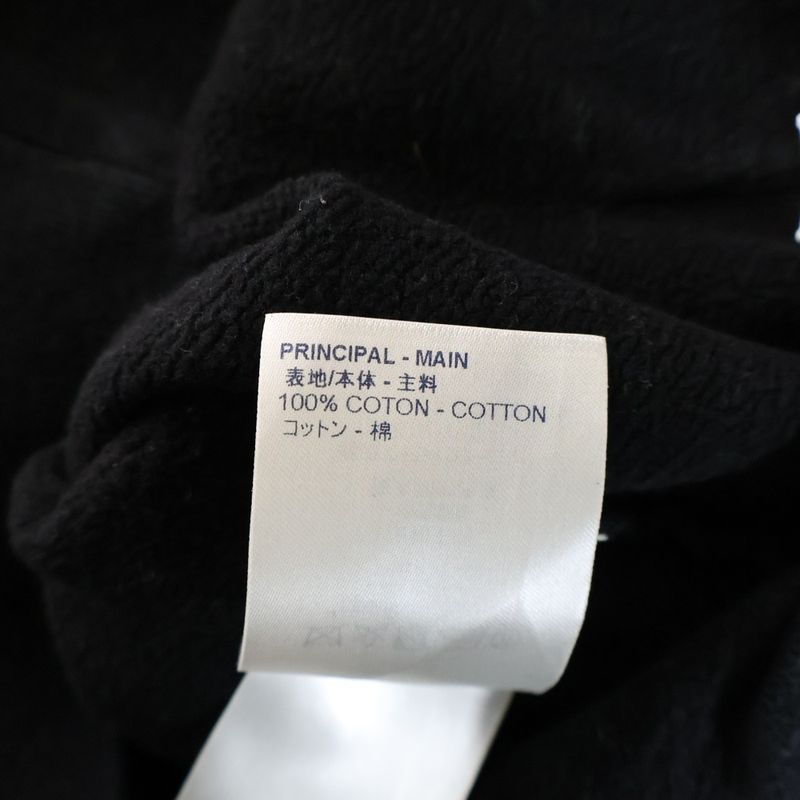 PRINCIPAL - MAIN
表地/本体 - 主料
100% COTON - COTTON
コットン - 棉